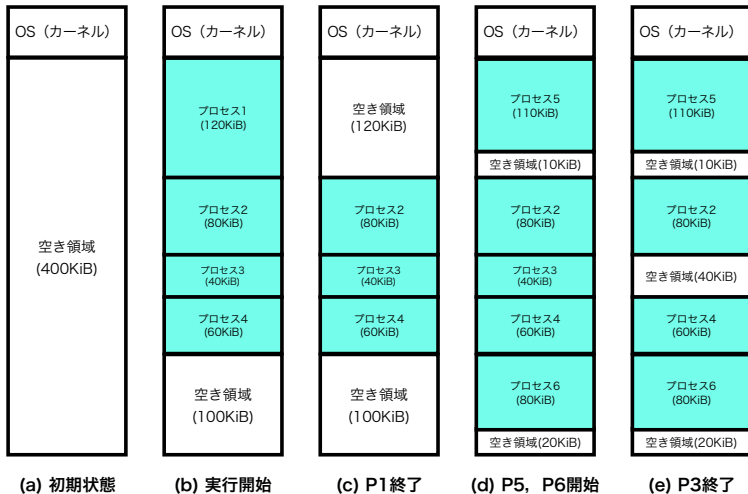 OS（カーネル）
空き領域
(400KiB)
(a) 初期状態
OS（カーネル）
プロセス1
(120KiB)
プロセス2
(80KiB)
プロセス3
(40KiB)
プロセス4
(60KiB)
空き領域
(100KiB)
(b) 実行開始
OS（カーネル）
空き領域
(120KiB)
プロセス2
(80KiB)
プロセス3
(40KiB)
プロセス4
(60KiB)
空き領域
(100KiB)
(c) P1終了
OS（カーネル）
プロセス5
(110KiB)
空き領域(10KiB)
プロセス2
(80KiB)
プロセス3
(40KiB)
プロセス4
(60KiB)
プロセス6
(80KiB)
空き領域(20KiB)
(d) P5，P6開始
OS（カーネル）
プロセス5
(110KiB)
空き領域(10KiB)
プロセス2
(80KiB)
空き領域(40KiB)
プロセス4
(60KiB)
プロセス6
(80KiB)
空き領域(20KiB)
(e) P3終了